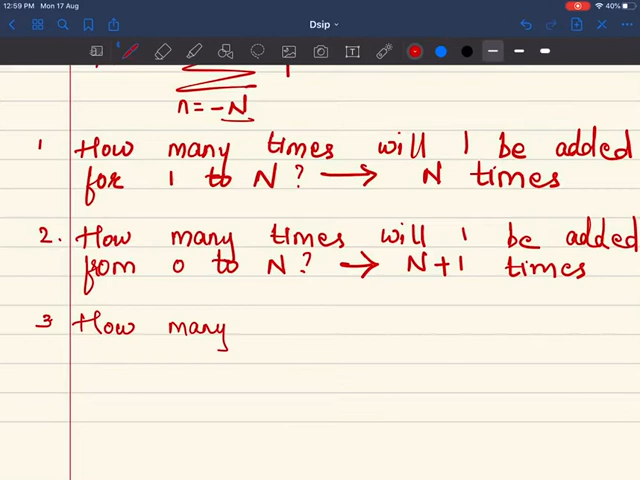 12:59 PM Mon 17 Aug
40%
Dsip
n = -N
1 How many times will 1 be added
for 1 to N? → N times
2. How many times will 1 be added
from 0 to N? → N+1 times
3 How many